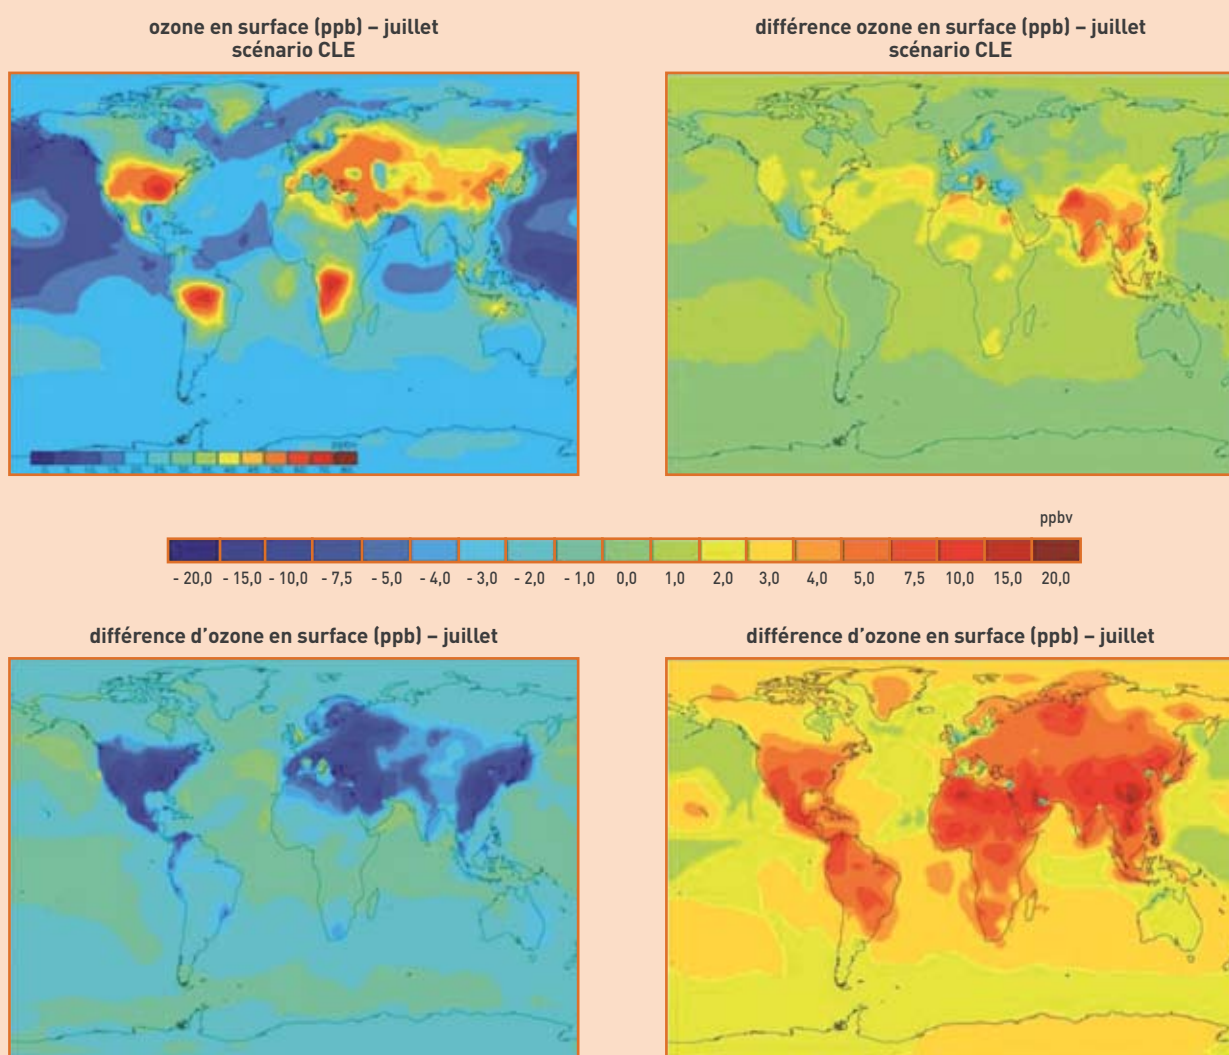 ozone en surface (ppb) – juillet
scénario CLE
différence ozone en surface (ppb) – juillet
scénario CLE
ppbv
- 20,0 - 15,0 - 10,0 - 7,5 - 5,0 - 4,0 - 3,0 - 2,0 - 1,0 0,0 1,0 2,0 3,0 4,0 5,0 7,5 10,0 15,0 20,0
différence d’ozone en surface (ppb) – juillet
différence d’ozone en surface (ppb) – juillet